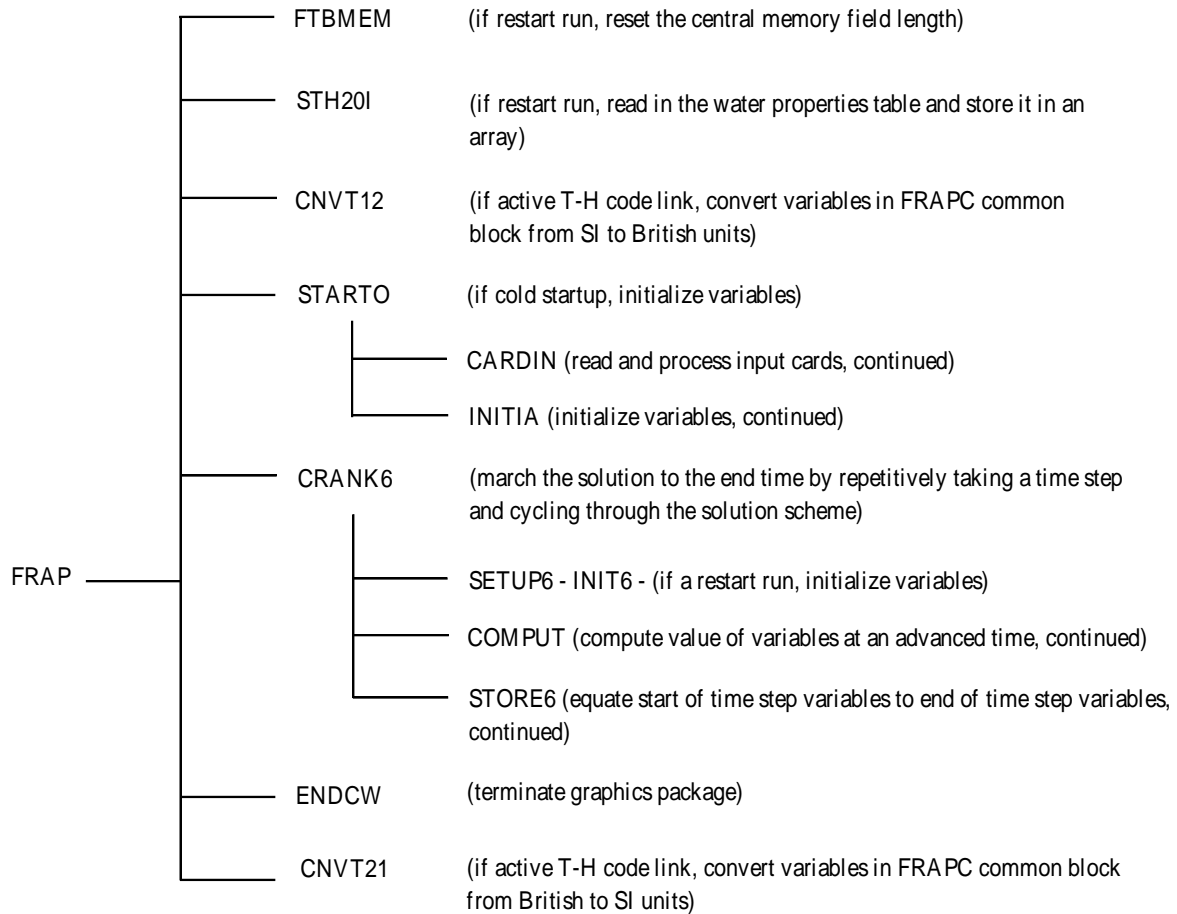 FTBMEM (if restart run, reset the central memory field length)
STH20I (if restart run, read in the water properties table and store it in an
array)
CNVT12 (if active T-H code link, convert variables in FRAPC common
block from SI to British units)
STARTO (if cold startup, initialize variables)
CARDIN (read and process input cards, continued)
INITIA (initialize variables, continued)
CRANK6 (march the solution to the end time by repetitively taking a time step
and cycling through the solution scheme)
FRAP
SETUP6 - INIT6 - (if a restart run, initialize variables)
COMPUT (compute value of variables at an advanced time, continued)
STORE6 (equate start of time step variables to end of time step variables,
continued)
ENDCW (terminate graphics package)
CNVT21 (if active T-H code link, convert variables in FRAPC common block
from British to SI units)